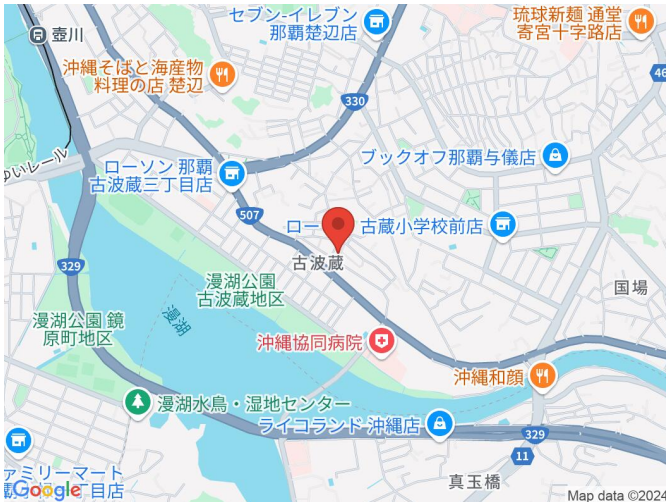 セブン-イレブン
那覇楚辺店
琉球新麺 通堂
寄宮十字路店
壺川
沖縄そばと海産物
料理の店 楚辺
46
330
ブックオフ那覇与儀店
ゆいレール
ローソン 那覇
古波蔵三丁目店
507
ロー
古蔵小学校前店
古波蔵
329
漫湖公園
古波蔵地区
国場
漫湖
漫湖公園 鏡
原町地区
沖縄協同病院
沖縄和顔
漫湖水鳥・湿地センター
ライコランド 沖縄店
329
11
ァミリーマート
丁目店
真玉橋
Google
Map data ©2024